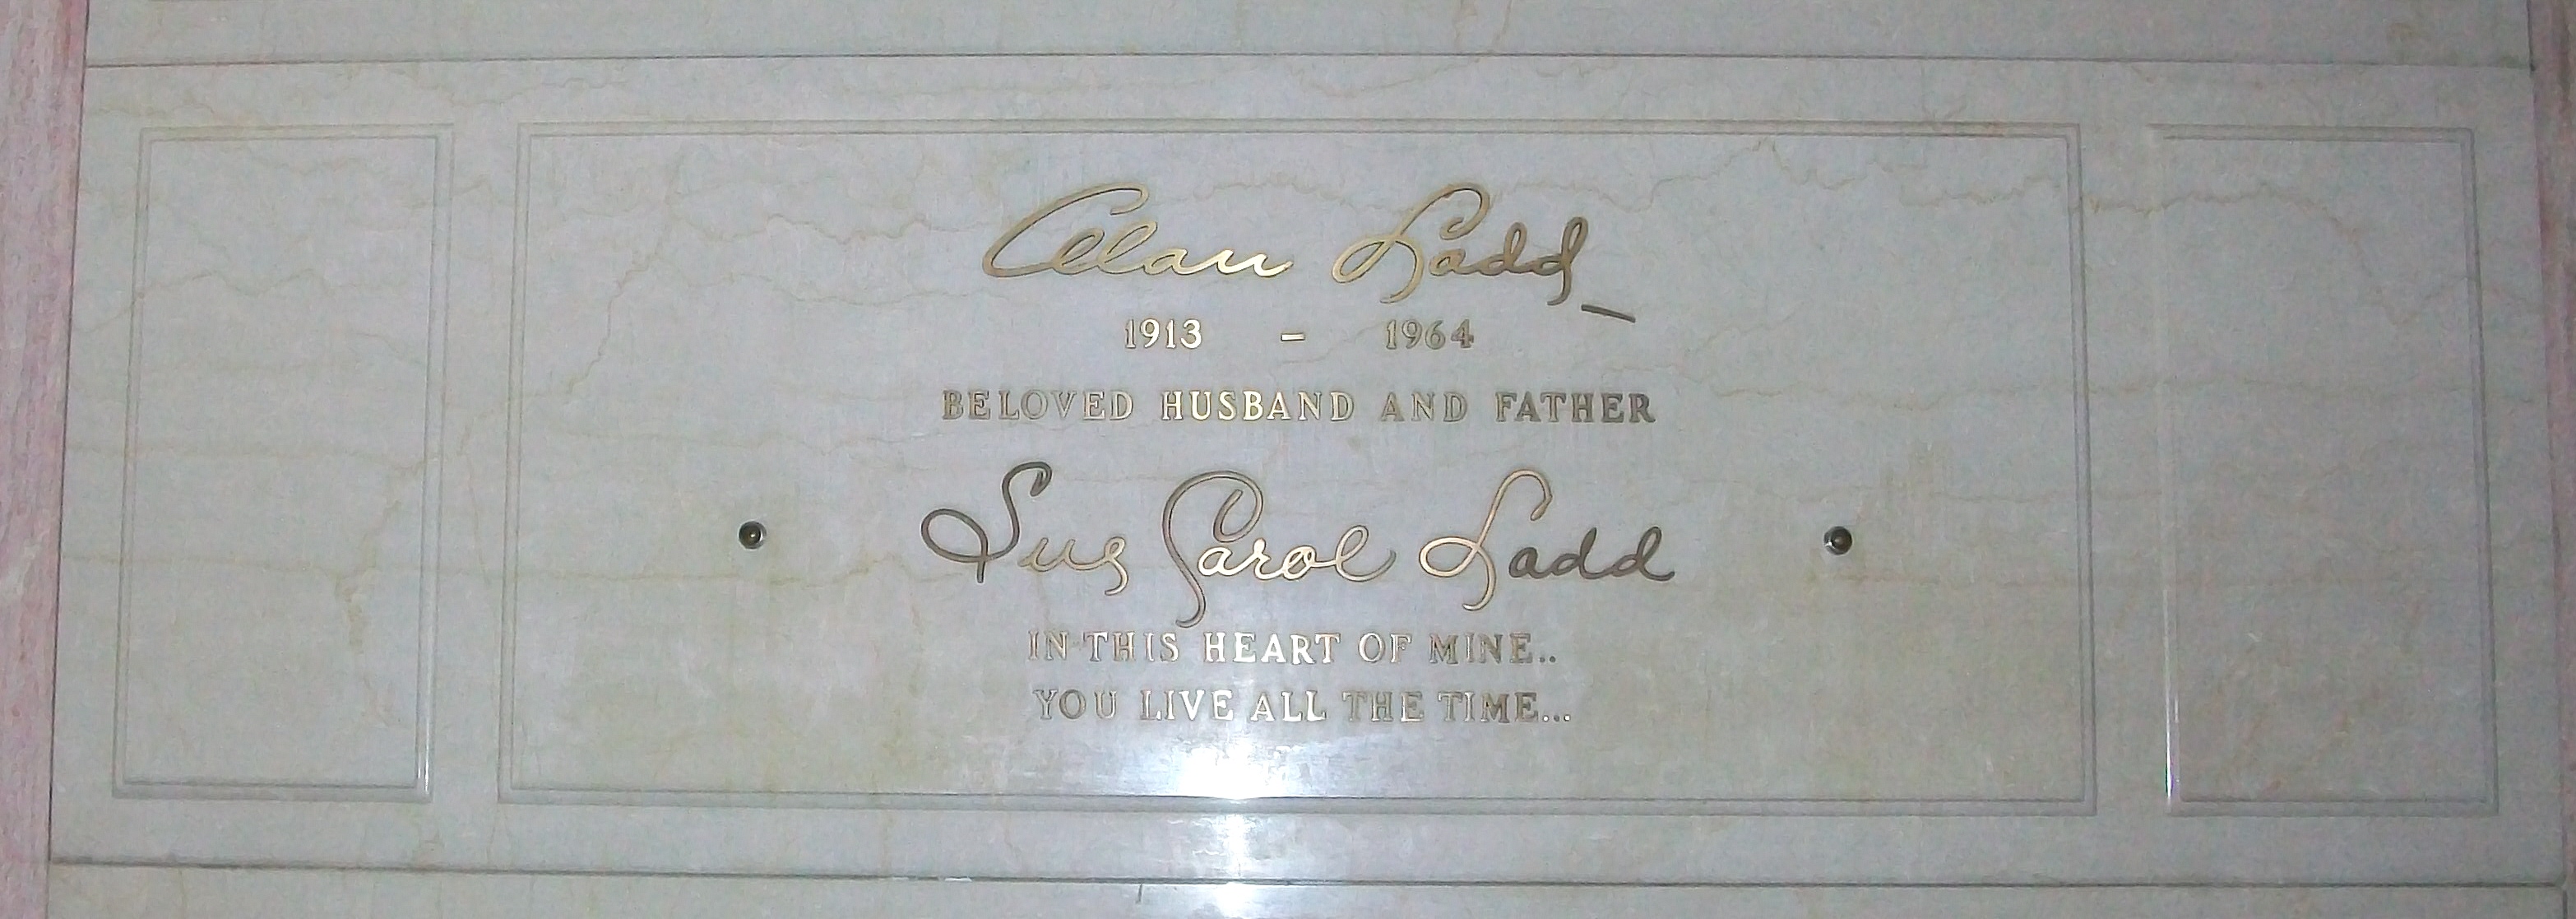 Alan Ladd
1913 - 1964
BELOVED HUSBAND AND FATHER
Sue Carol Ladd
IN THIS HEART OF MINE..
YOU LIVE ALL THE TIME...